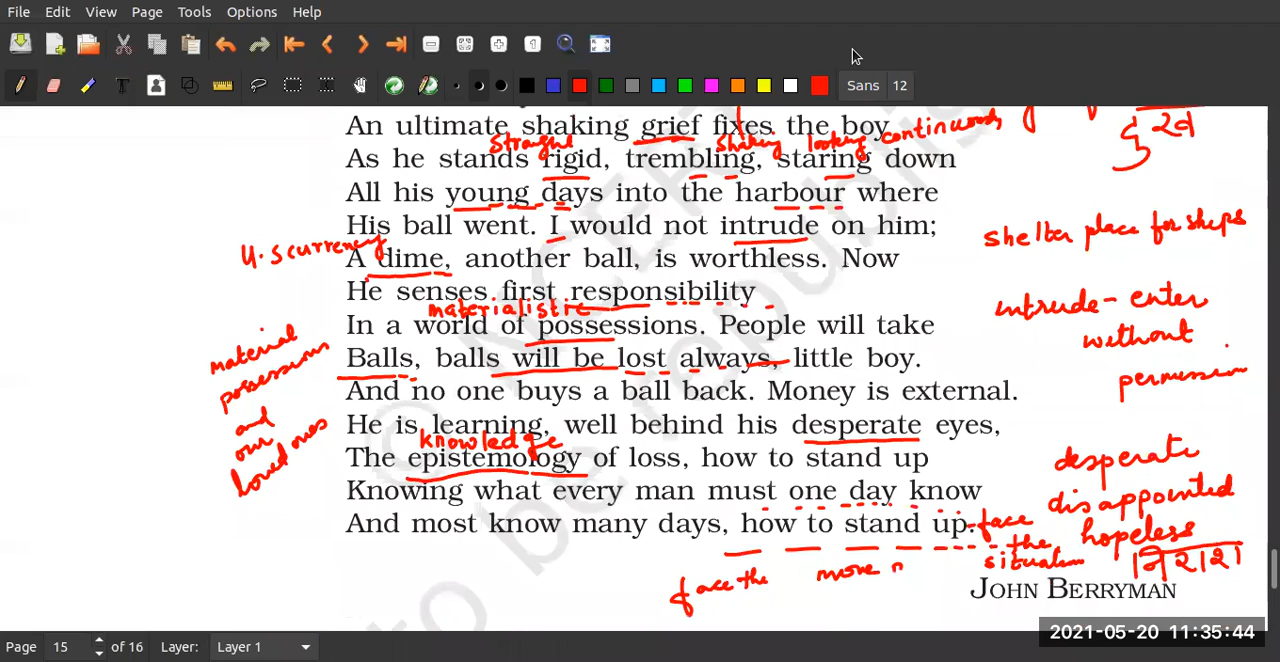 File Edit View Page Tools Options Help
Sans 12
An ultimate shaking grief fixes the boy
straight shaking looking continuously
As he stands rigid, trembling, staring down
All his young days into the harbour where
shelter place for ships
His ball went. I would not intrude on him;
U.S currency
A dime, another ball, is worthless. Now
He senses first responsibility
materialistic
intrude - enter
without
permission
In a world of possessions. People will take
material
possessions
and
our
loved ones
Balls, balls will be lost always, little boy.
And no one buys a ball back. Money is external.
He is learning, well behind his desperate eyes,
knowledge
The epistemology of loss, how to stand up
desperate
disappointed
hopeless
Knowing what every man must one day know
And most know many days, how to stand up.
- face
the
situation
face the move
JOHN BERRYMAN
2021-05-20 11:35:44
Page 15 of 16 Layer: Layer 1